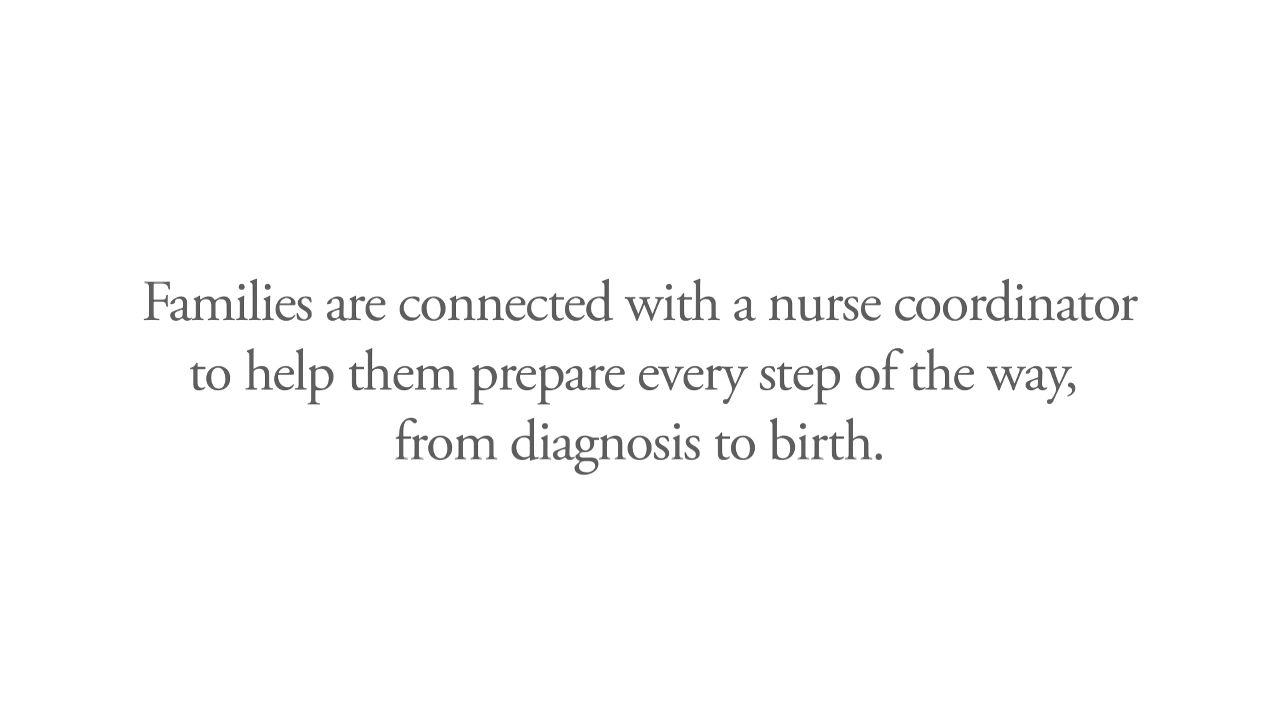 Families are connected with a nurse coordinator
to help them prepare every step of the way,
from diagnosis to birth.